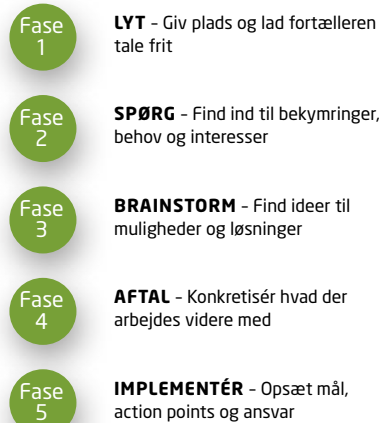 Fase
1
LYT – Giv plads og lad fortælleren
tale frit
Fase
2
SPØRG – Find ind til bekymringer,
behov og interesser
Fase
3
BRAINSTORM – Find ideer til
muligheder og løsninger
Fase
4
AFTAL – Konkretisér hvad der
arbejdes videre med
Fase
5
IMPLEMENTÉR – Opsæt mål,
action points og ansvar